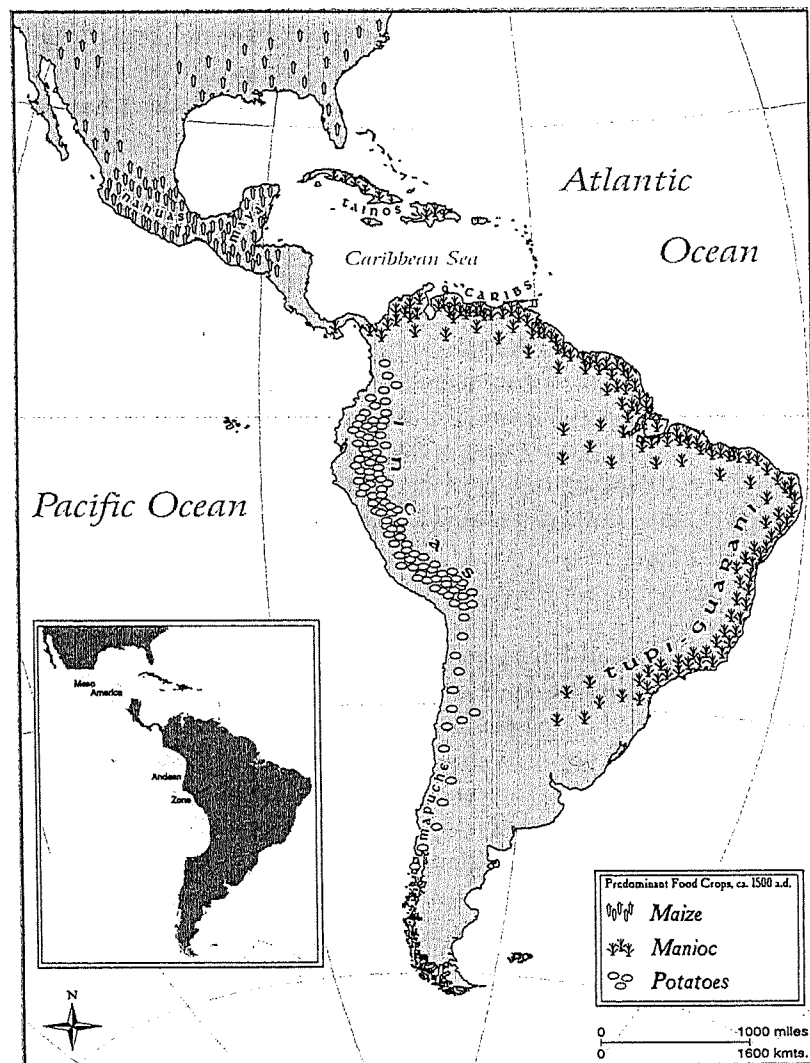 nahuas
maya
tainos
Atlantic
Ocean
Caribbean Sea
CARIBS
incas
Pacific Ocean
tupi-GUARANI
mapuche
Meso
America
Andean
Zone
Predominant Food Crops, ca. 1500 a.d.
Maize
Manioc
Potatoes
N
0 1000 miles
0 1600 kmts.